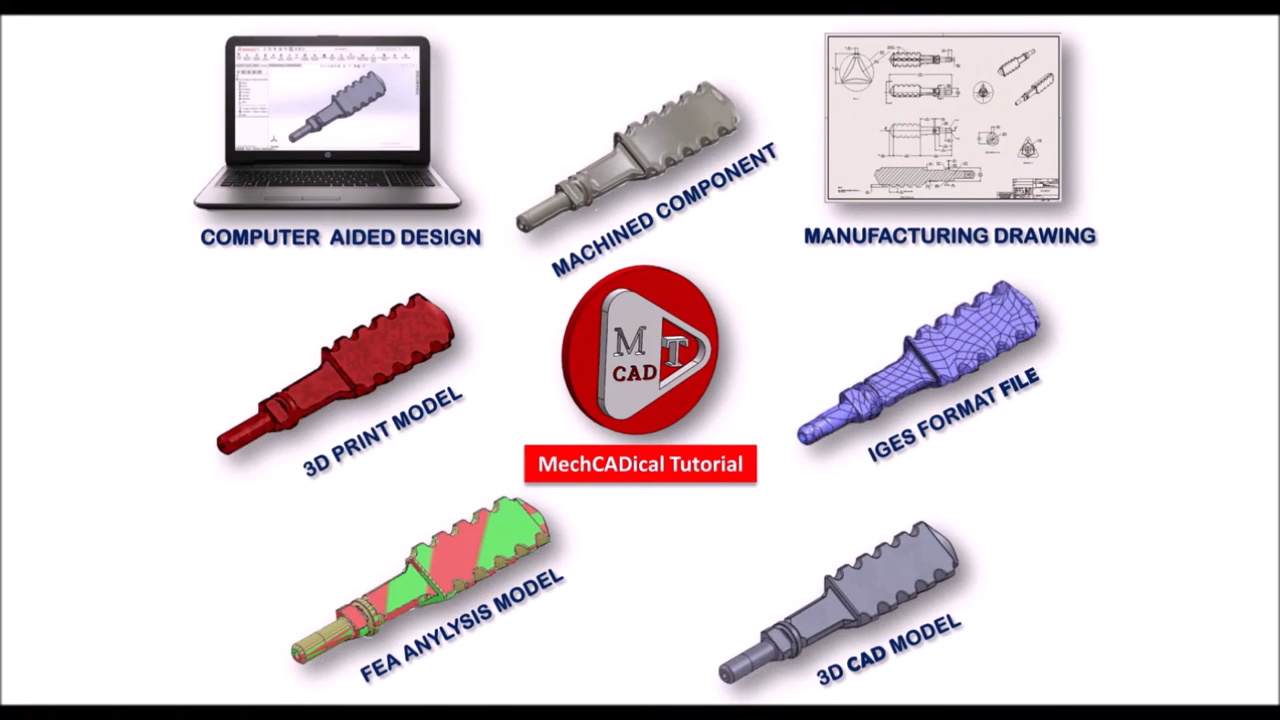 COMPUTER AIDED DESIGN
MACHINED COMPONENT
MANUFACTURING DRAWING
3D PRINT MODEL
M T
CAD
MechCADical Tutorial
IGES FORMAT FILE
FEA ANYLYSIS MODEL
3D CAD MODEL